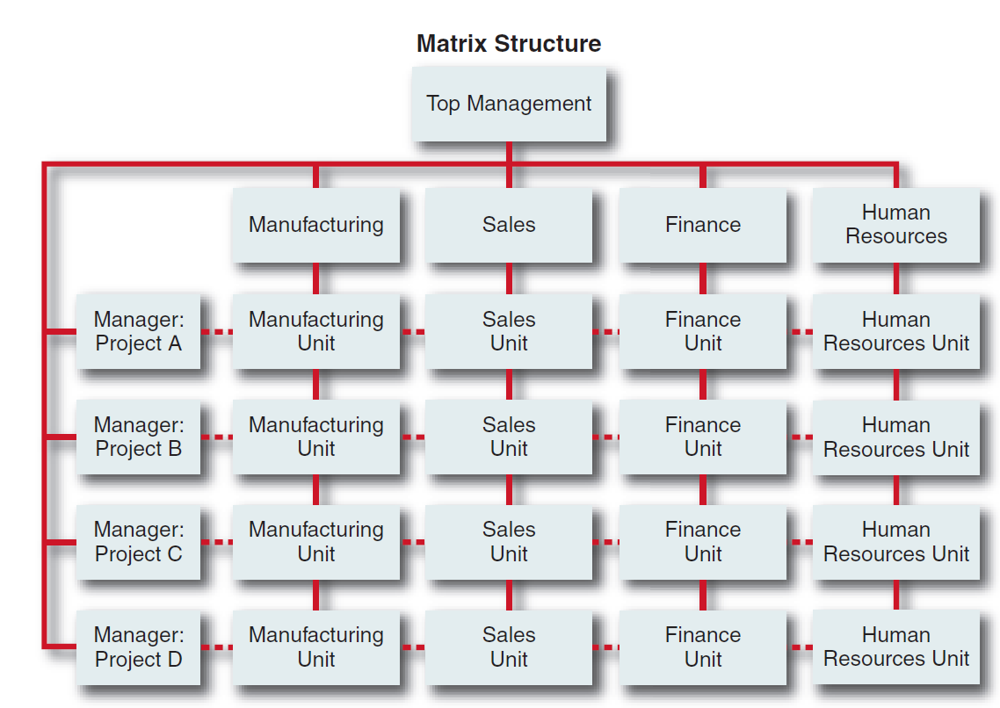 Matrix Structure
Top Management
Manufacturing
Sales
Finance
Human
Resources
Manager:
Project A
Manufacturing
Unit
Sales
Unit
Finance
Unit
Human
Resources Unit
Manager:
Project B
Manufacturing
Unit
Sales
Unit
Finance
Unit
Human
Resources Unit
Manager:
Project C
Manufacturing
Unit
Sales
Unit
Finance
Unit
Human
Resources Unit
Manager:
Project D
Manufacturing
Unit
Sales
Unit
Finance
Unit
Human
Resources Unit